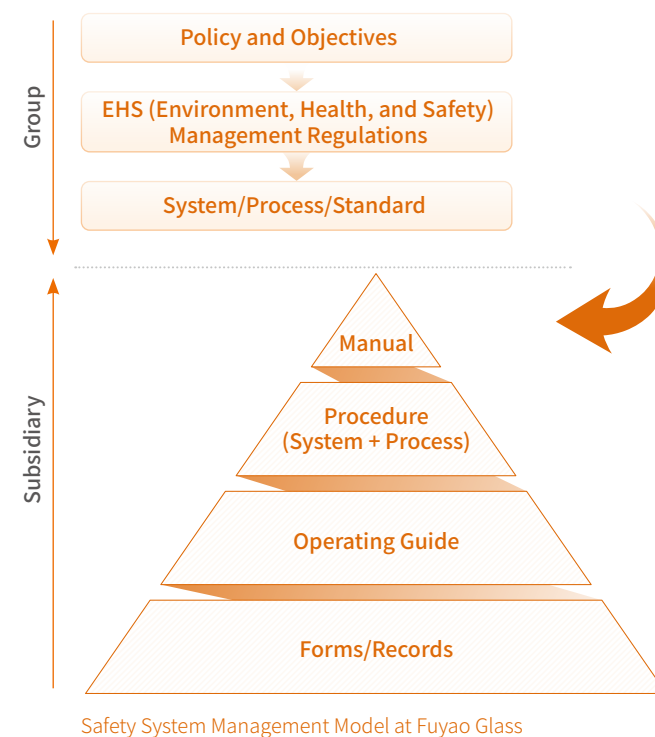 Group
Policy and Objectives
EHS (Environment, Health, and Safety)
Management Regulations
System/Process/Standard
Subsidiary
Manual
Procedure
(System + Process)
Operating Guide
Forms/Records
Safety System Management Model at Fuyao Glass